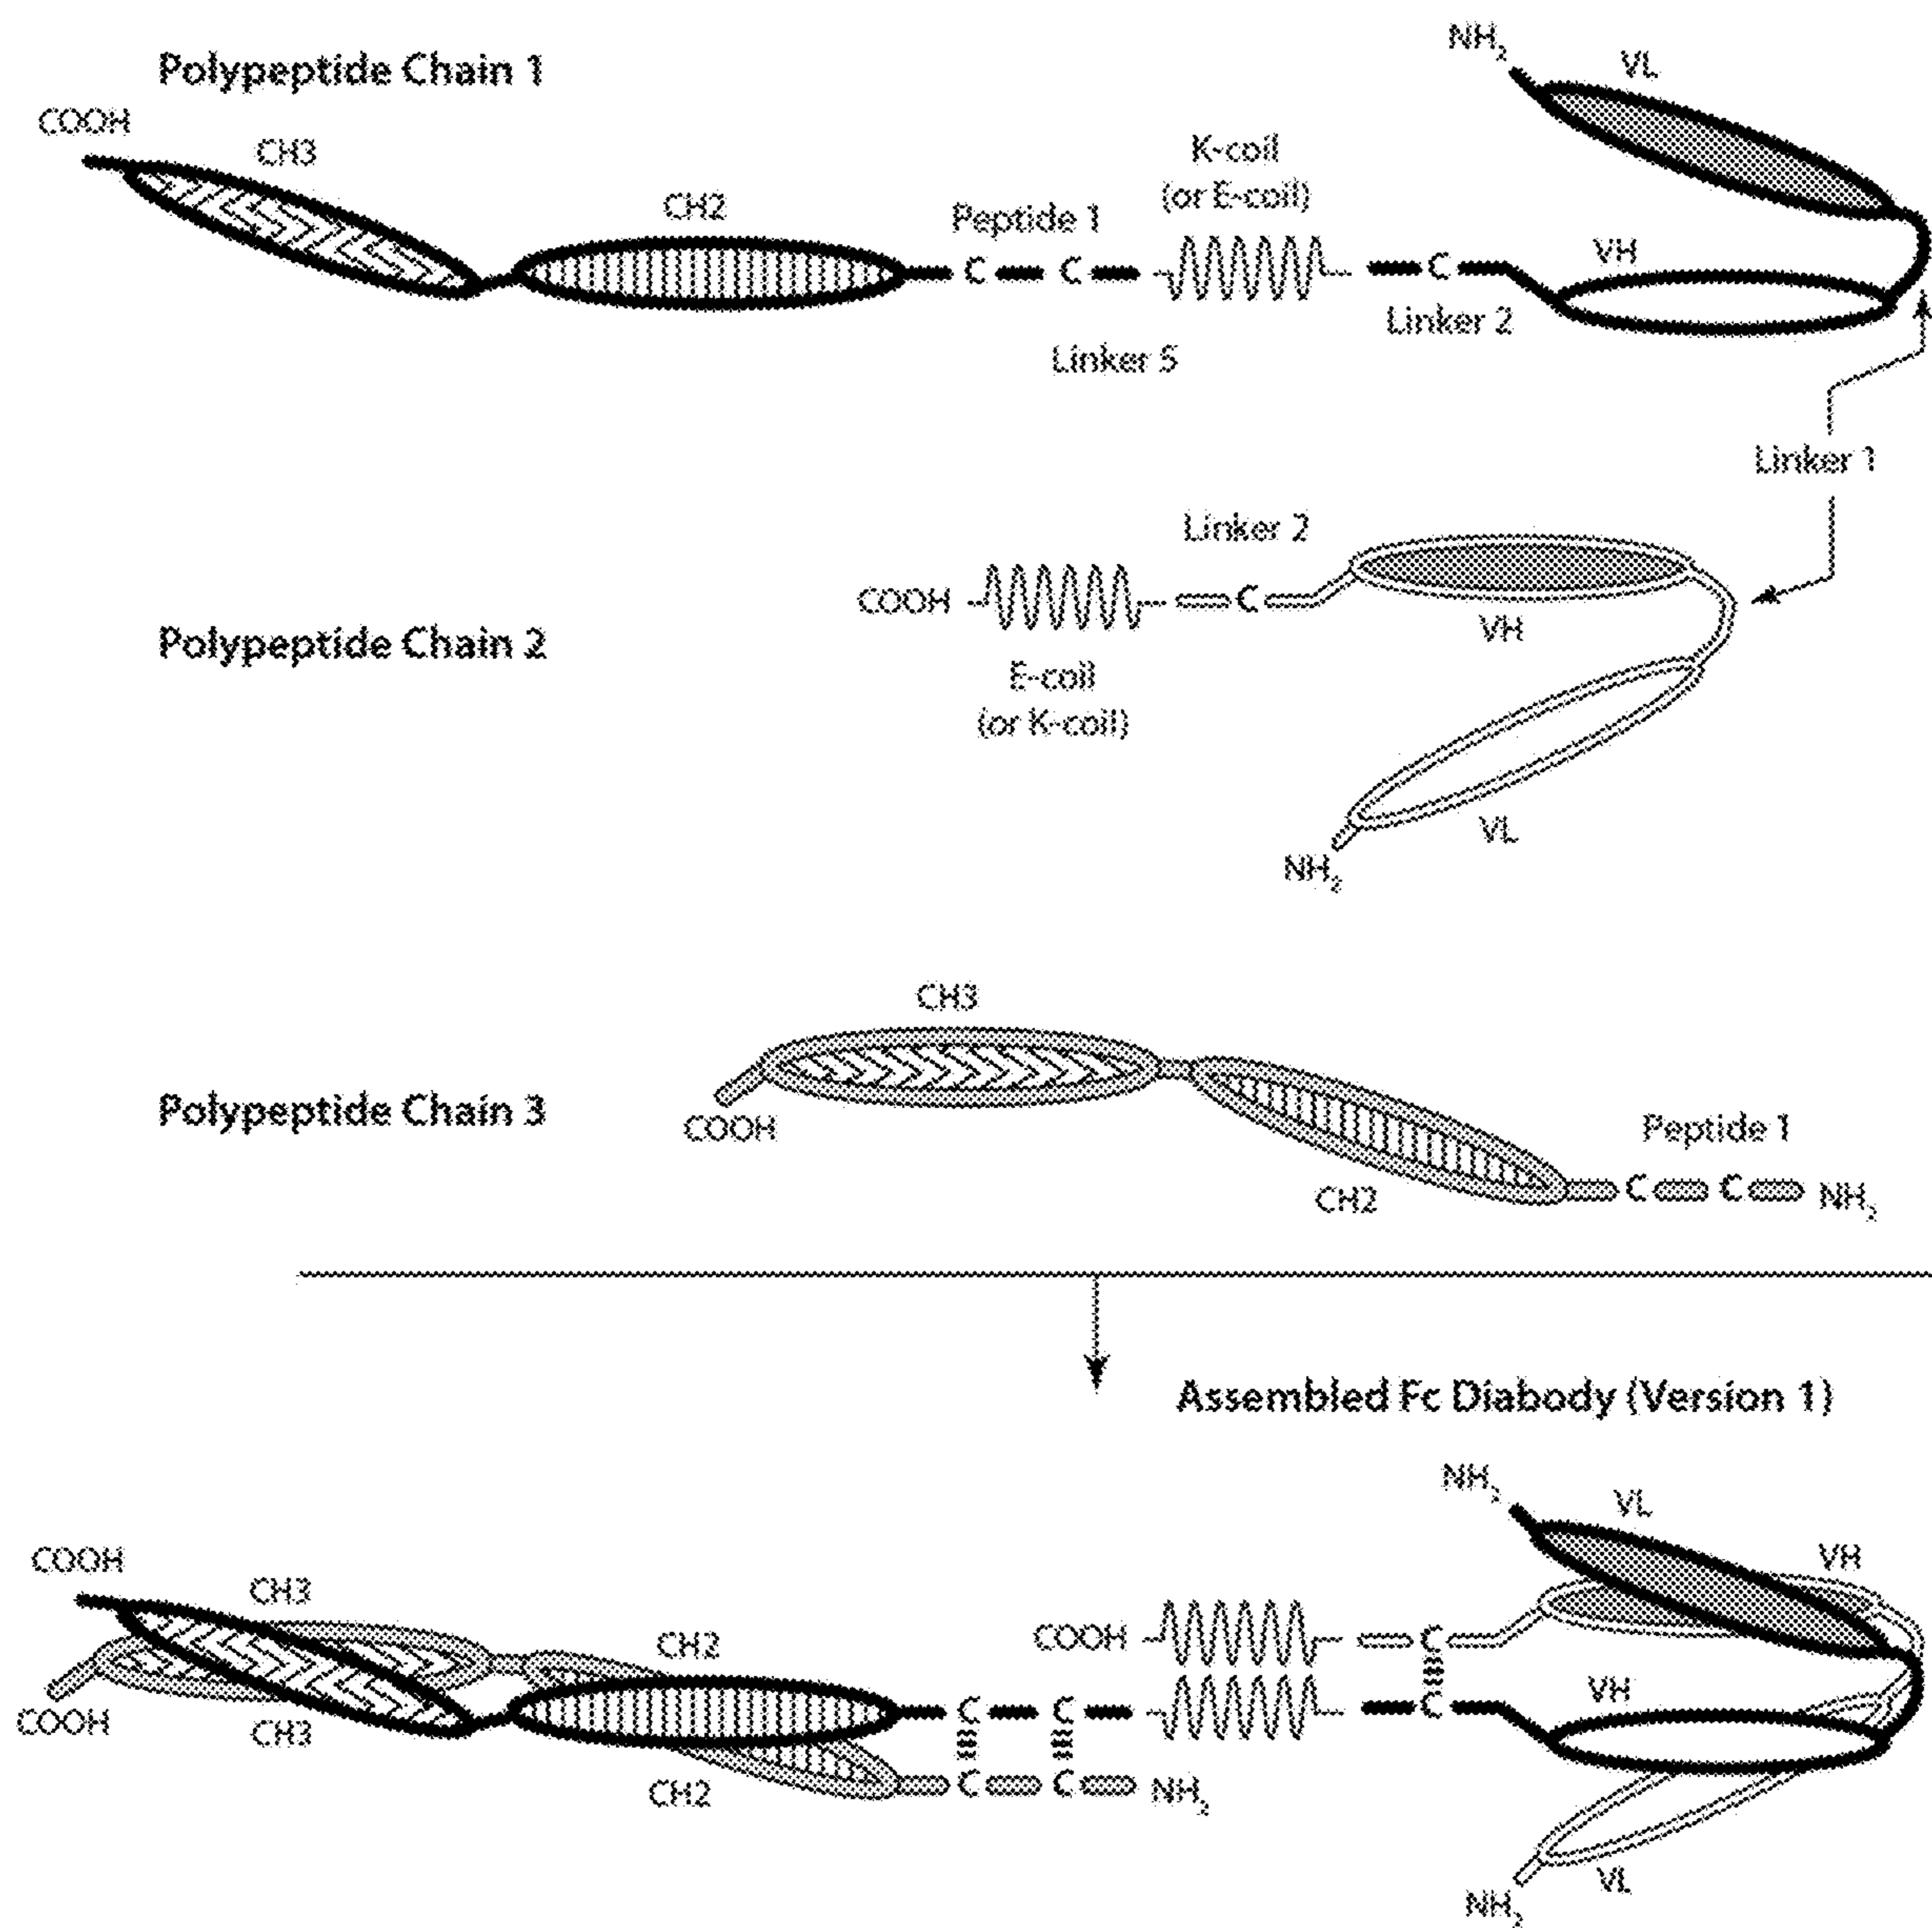 Polypeptide Chain 1
NH2
VL
COOH
CH3
K-coil
(or E-coil)
CH2
Peptide 1
C
C
C
VH
Linker 2
Linker 5
Linker 1
Linker 2
COOH
C
VH
Polypeptide Chain 2
E-coil
(or K-coil)
VL
NH2
CH3
Polypeptide Chain 3
COOH
Peptide 1
CH2
C
C
NH2
Assembled Fc Diabody (Version 1)
NH2
VL
COOH
VH
CH3
CH2
COOH
C
VH
COOH
CH3
C
C
C
CH2
C
C
NH2
VL
NH2